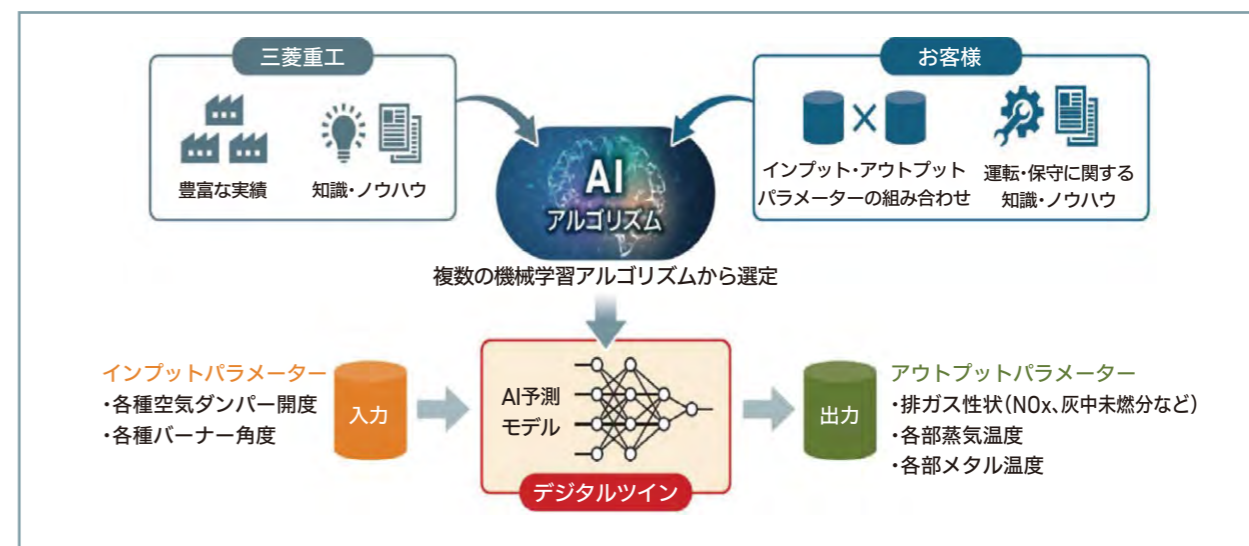 三菱重工
豊富な実績
知識・ノウハウ
お客様
インプット・アウトプット
パラメーターの組み合わせ
運転・保守に関する
知識・ノウハウ
AI
アルゴリズム
複数の機械学習アルゴリズムから選定
インプットパラメーター
・各種空気ダンパー開度
・各種バーナー角度
入力
AI予測
モデル
デジタルツイン
出力
アウトプットパラメーター
・排ガス性状(NOx、灰中未燃分など)
・各部蒸気温度
・各部メタル温度